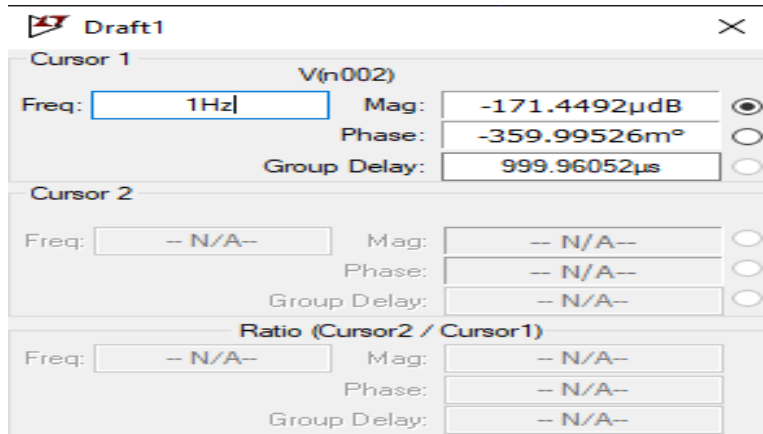 Draft1
Cursor 1
V(n002)
Freq: 1Hz Mag: -171.4492µdB
Phase: -359.99526m°
Group Delay: 999.96052µs
Cursor 2
Freq: -- N/A-- Mag: -- N/A--
Phase: -- N/A--
Group Delay: -- N/A--
Ratio (Cursor2 / Cursor1)
Freq: -- N/A-- Mag: -- N/A--
Phase: -- N/A--
Group Delay: -- N/A--